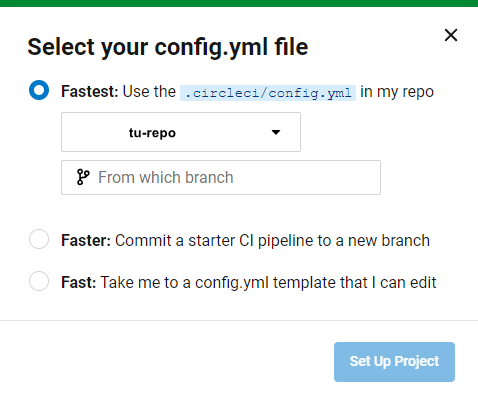 Select your config.yml file
Fastest: Use the .circleci/config.yml in my repo
tu-repo
From which branch
Faster: Commit a starter CI pipeline to a new branch
Fast: Take me to a config.yml template that I can edit
Set Up Project